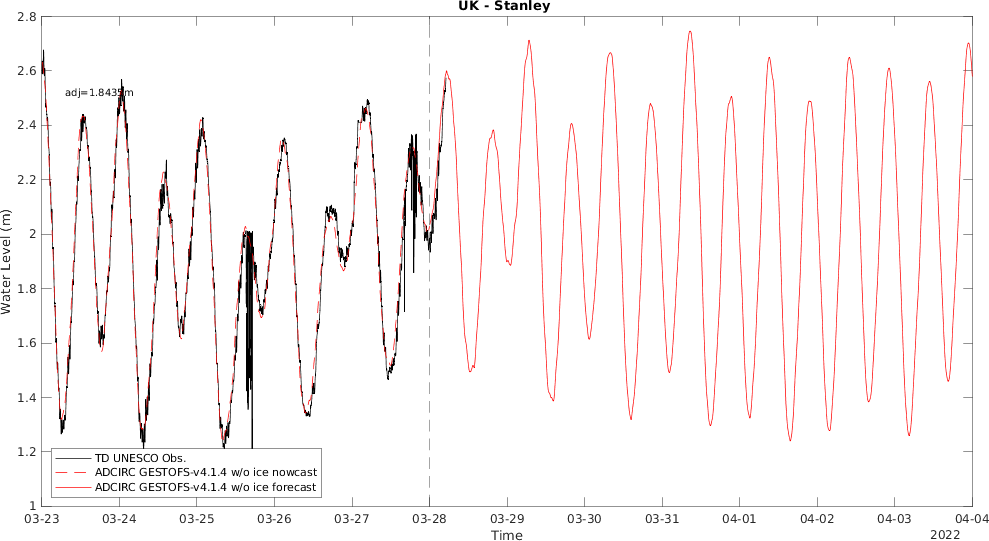 UK - Stanley
2.8
2.6
2.4
2.2
2
1.8
1.6
1.4
1.2
1
Water Level (m)
adj=1.8435m
TD UNESCO Obs.
ADCIRC GESTOFS-v4.1.4 w/o ice nowcast
ADCIRC GESTOFS-v4.1.4 w/o ice forecast
03-23 03-24 03-25 03-26 03-27 03-28 03-29 03-30 03-31 04-01 04-02 04-03 04-04
Time
2022